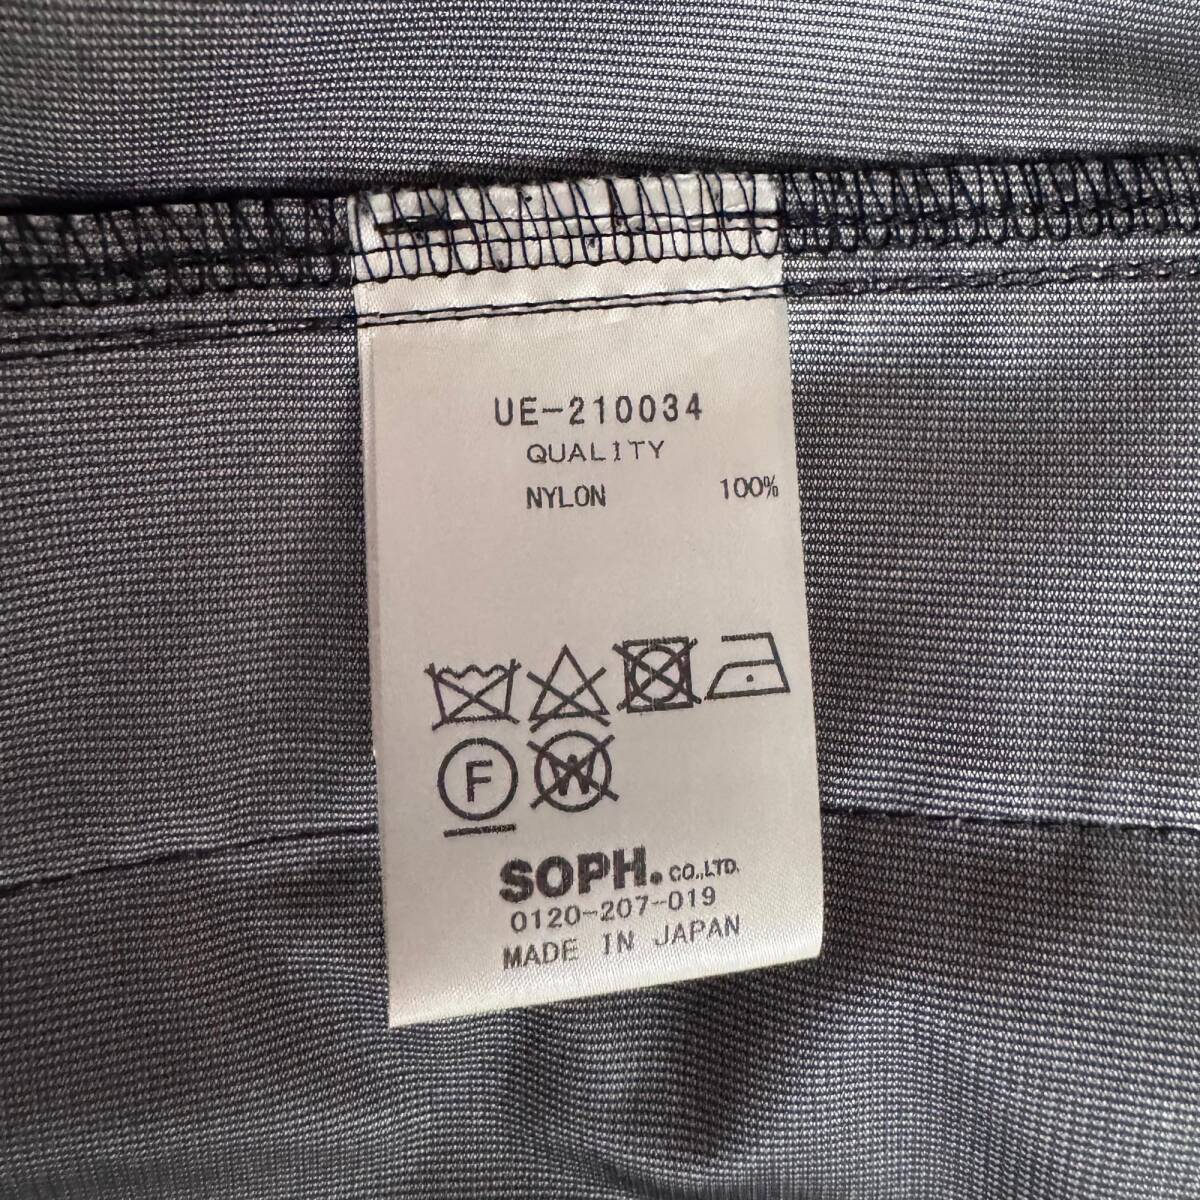 UE-210034
QUALITY
NYLON 100%
F W
SOPH. CO.,LTD.
0120-207-019
MADE IN JAPAN